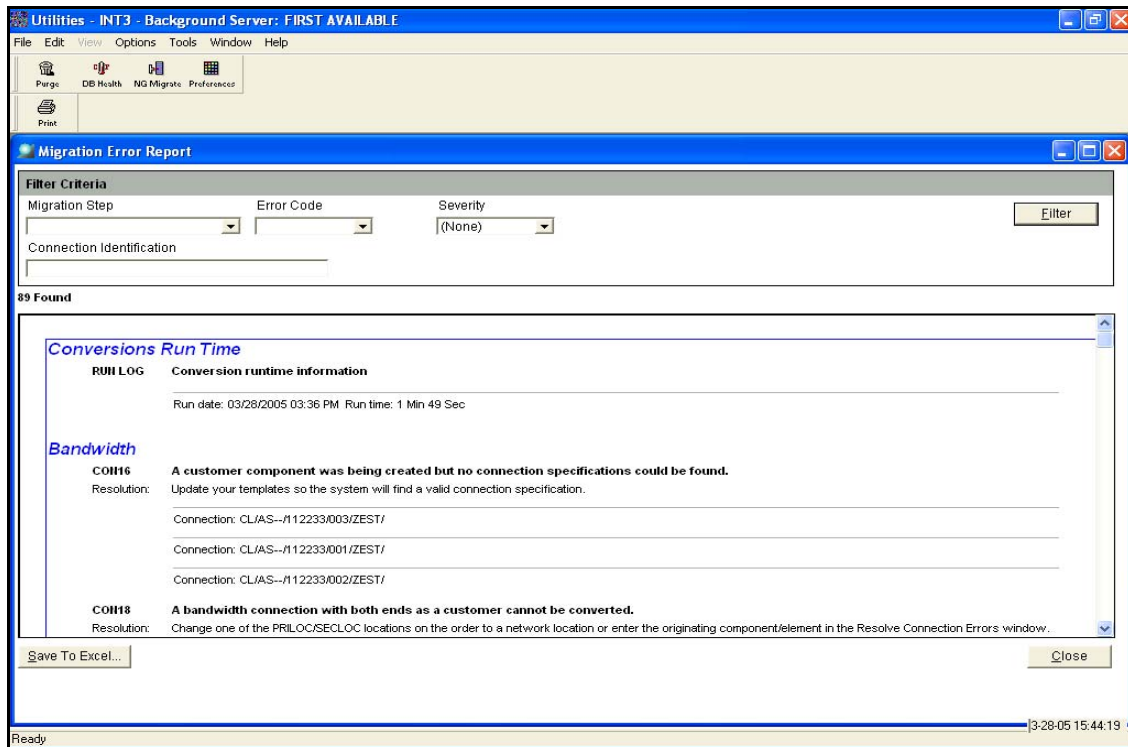 Utilities - INT3 - Background Server: FIRST AVAILABLE
File Edit View Options Tools Window Help
Purge DB Health NG Migrate Preferences
Print
Migration Error Report
Filter Criteria
Migration Step Error Code Severity
(None)
Filter
Connection Identification
89 Found
Conversions Run Time
RUN LOG Conversion runtime information
Run date: 03/28/2005 03:36 PM Run time: 1 Min 49 Sec
Bandwidth
CON16 A customer component was being created but no connection specifications could be found.
Resolution: Update your templates so the system will find a valid connection specification.
Connection: CL/AS--/112233/003/ZEST/
Connection: CL/AS--/112233/001/ZEST/
Connection: CL/AS--/112233/002/ZEST/
CON18 A bandwidth connection with both ends as a customer cannot be converted.
Resolution: Change one of the PRILOC/SECLOC locations on the order to a network location or enter the originating component/element in the Resolve Connection Errors window.
Save To Excel... Close
3-28-05 15:44:19
Ready